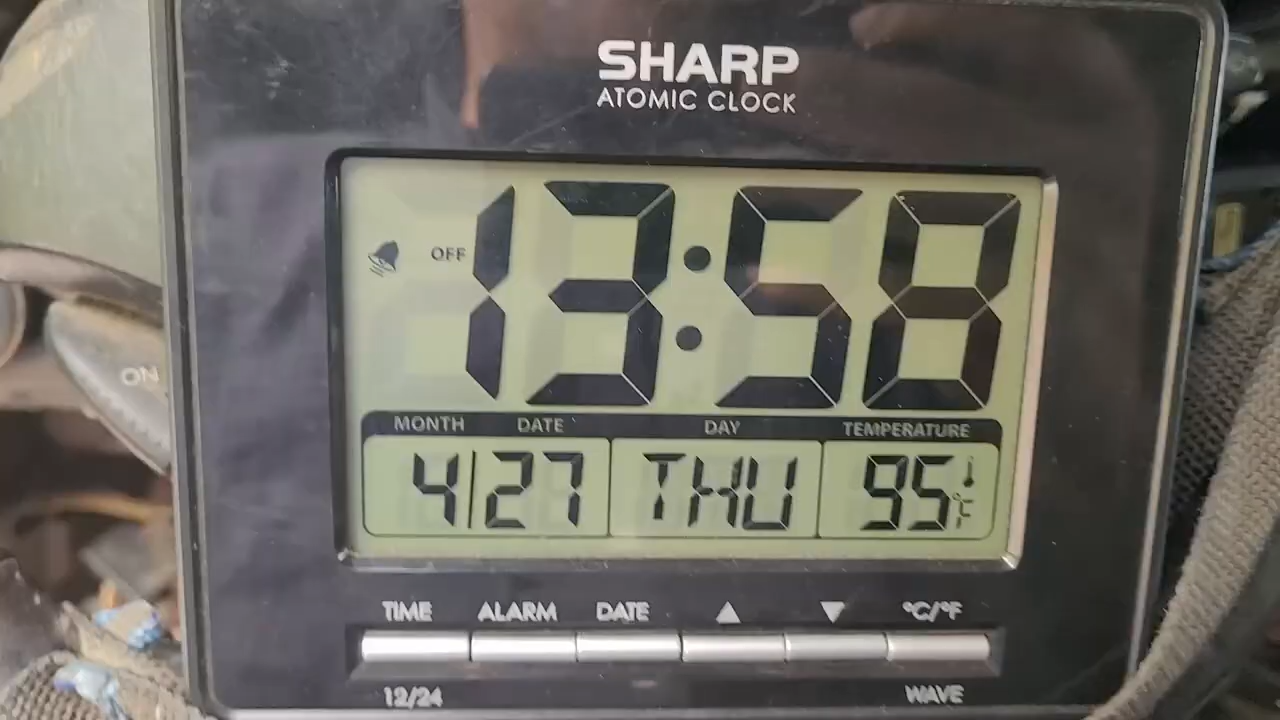 SHARP
ATOMIC CLOCK
OFF 13:58
MONTH DATE DAY TEMPERATURE
4 27 THU 95 °F
ON
TIME ALARM DATE ▲ ▼ °C/°F
12/24 WAVE